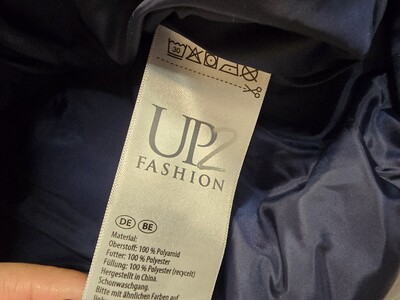 30
UP2
FASHION
DE BE
Material:
Oberstoff: 100 % Polyamid
Futter: 100 % Polyester
Füllung: 100 % Polyester (recycelt)
Hergestellt in China.
Schonwaschgang.
Bitte mit ähnlichen Farben